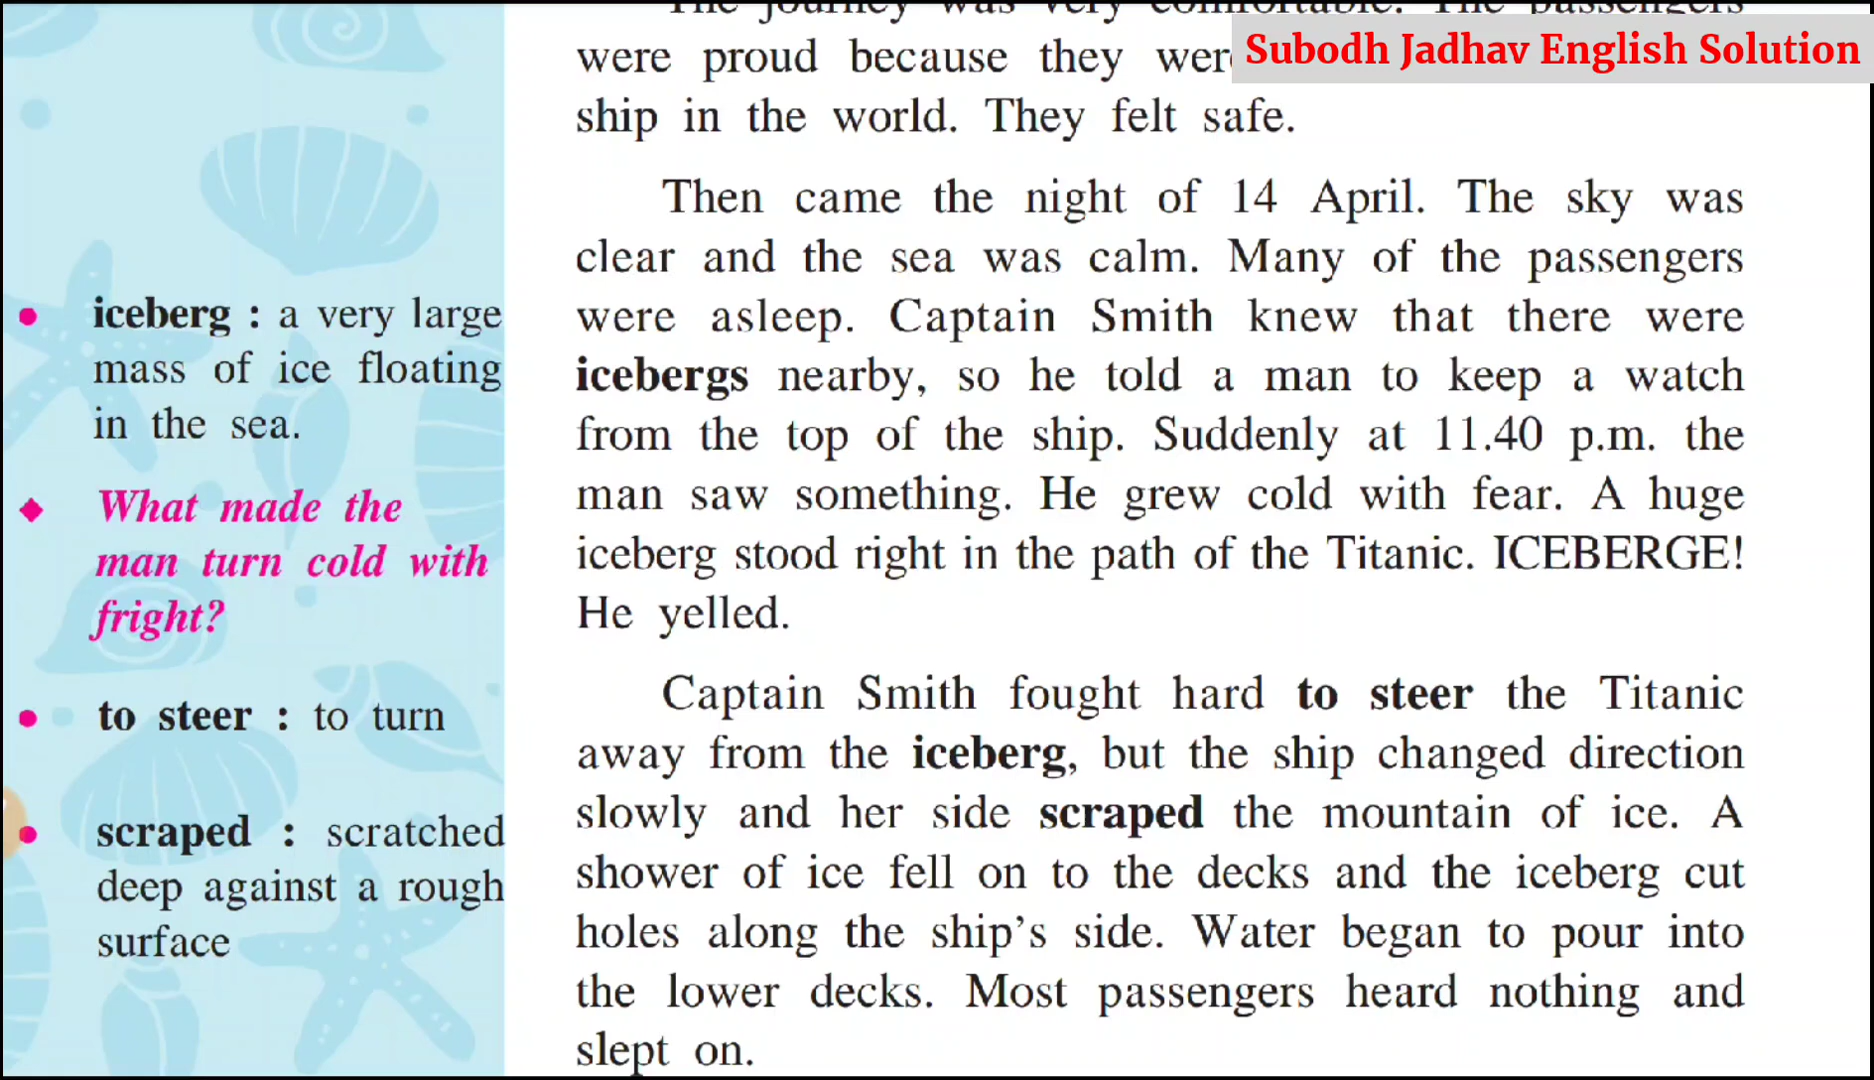 The journey was very comfortable. The passengers
were proud because they wer
Subodh Jadhav English Solution
ship in the world. They felt safe.
Then came the night of 14 April. The sky was
clear and the sea was calm. Many of the passengers
were asleep. Captain Smith knew that there were
icebergs nearby, so he told a man to keep a watch
from the top of the ship. Suddenly at 11.40 p.m. the
man saw something. He grew cold with fear. A huge
iceberg stood right in the path of the Titanic. ICEBERGE!
He yelled.
Captain Smith fought hard to steer the Titanic
away from the iceberg, but the ship changed direction
slowly and her side scraped the mountain of ice. A
shower of ice fell on to the decks and the iceberg cut
holes along the ship's side. Water began to pour into
the lower decks. Most passengers heard nothing and
slept on.
iceberg : a very large
mass of ice floating
in the sea.
What made the
man turn cold with
fright?
to steer : to turn
scraped : scratched
deep against a rough
surface